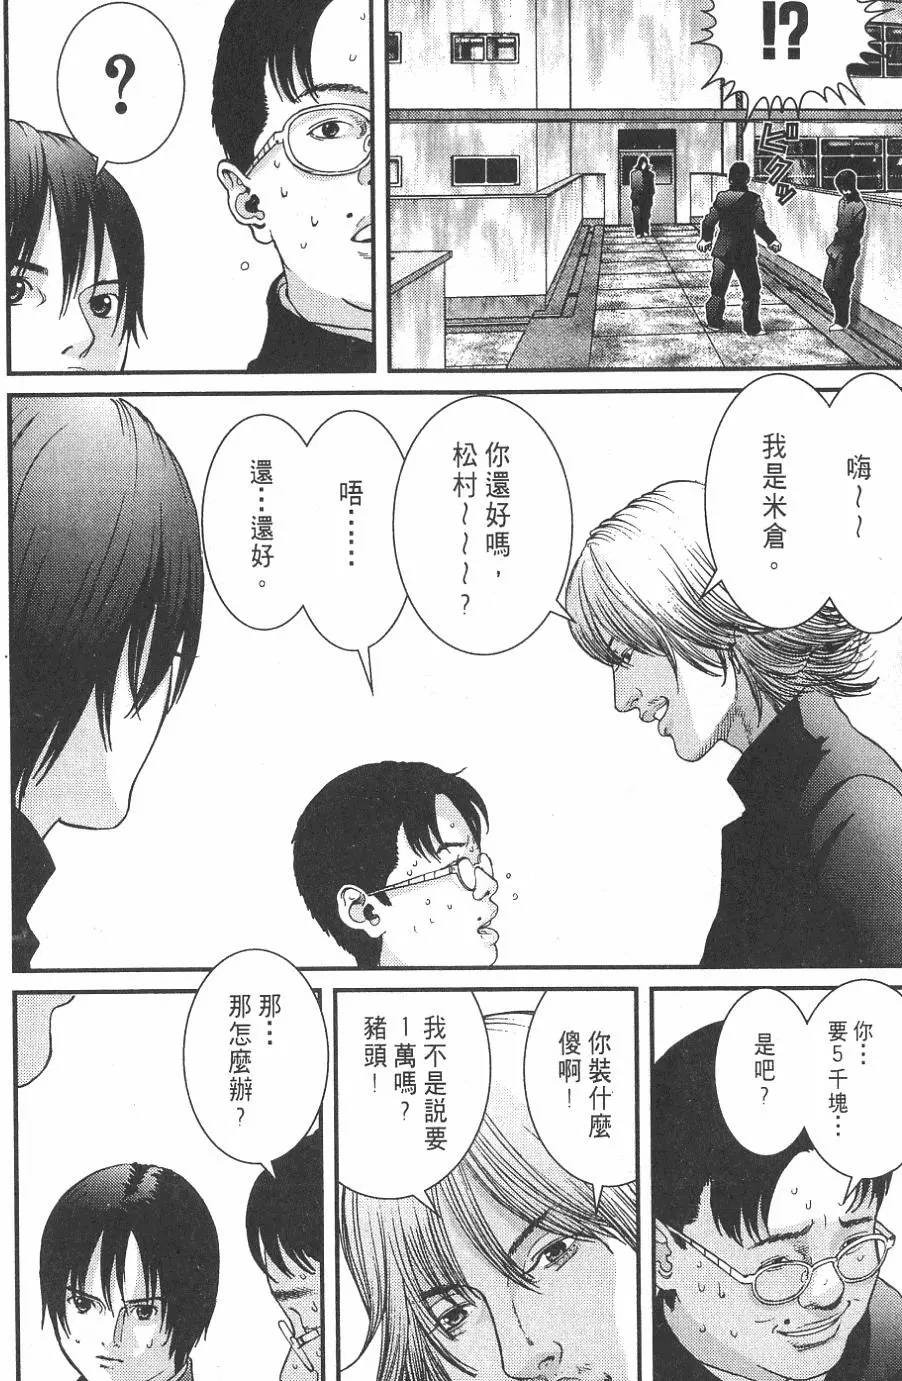 !?
ビクッ
？
嗨～～
我是米倉。
你還好嗎，
松村～～～？
唔……
還…還好。
你…
要5千塊…
是吧？
你裝什麼
傻啊！
我不是説要
1萬嗎？
豬頭！
那…
那怎麼辦？